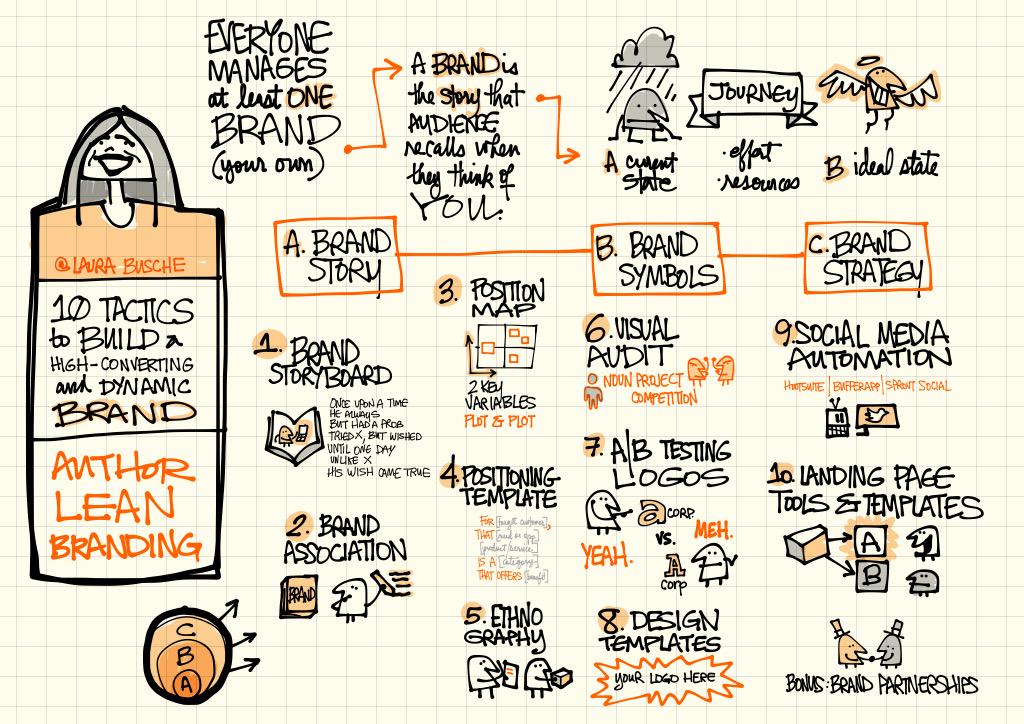 EVERYONE
MANAGES
at least ONE
BRAND
(your own)
A BRAND is
the story that
AUDIENCE
recalls when
they think of
YOU.
JOURNEY
A current
state
.effort
.resources
B ideal state
@LAURA BUSCHE
10 TACTICS
to BUILD a
HIGH-CONVERTING
and DYNAMIC
BRAND
AUTHOR
LEAN
BRANDING
C
B
A
A. BRAND
STORY
B. BRAND
SYMBOLS
C. BRAND
STRATEGY
1. BRAND
STORYBOARD
ONCE UPON A TIME
HE ALWAYS
BUT HAD A PROB
TRIED X, BUT WISHED
UNTIL ONE DAY
UNLIKE X
HIS WISH CAME TRUE
2. BRAND
ASSOCIATION
BRAND
3. POSITION
MAP
2 KEY
VARIABLES
PLOT & PLOT
4. POSITIONING
TEMPLATE
FOR [target customer],
THAT [need or opp.]
[product/service]
IS A [category]
THAT OFFERS [benefit]
5. ETHNO
GRAPHY
6. VISUAL
AUDIT
NOUN PROJECT
COMPETITION
7. A|B TESTING
LOGOS
a CORP.
vs.
A
corp
YEAH.
MEH.
8. DESIGN
TEMPLATES
YOUR LOGO HERE
9. SOCIAL MEDIA
AUTOMATION
HOOTSUITE | BUFFERAPP | SPROUT SOCIAL
10. LANDING PAGE
TOOLS & TEMPLATES
A
B
BONUS: BRAND PARTNERSHIPS